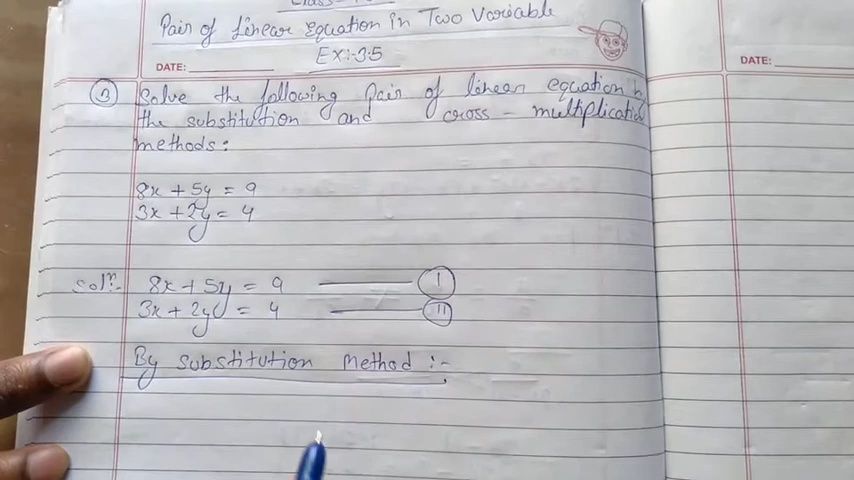 Pair of Linear Equation in Two Variable
Ex:-3.5
DATE:
DATE:
3 Solve the following Pair of linear equation
the substitution and cross - multiplication
methods:
8x + 5y = 9
3x + 2y = 4
solⁿ:- 8x + 5y = 9 I
3x + 2y = 4 II
By substitution Method :-